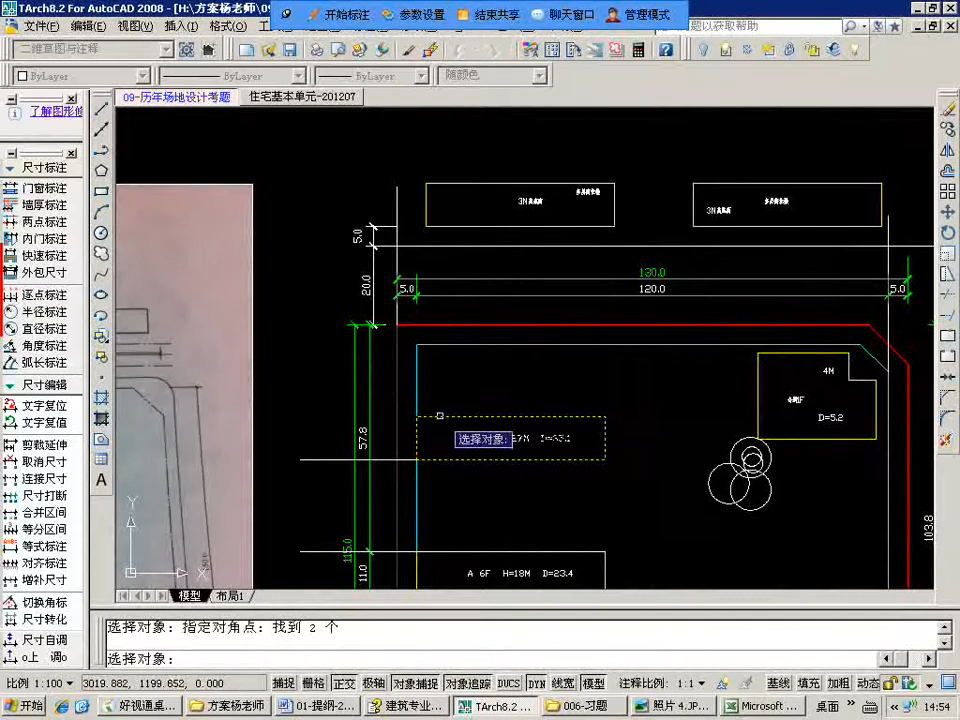 TArch8.2 For AutoCAD 2008 - [H:\方案杨老师\09
开始标注
参数设置
结束共享
聊天窗口
管理模式
文件(F)
编辑(E)
视图(V)
插入(I)
格式(O)
题以获取帮助
二维草图与注释
ByLayer
ByLayer
ByLayer
随颜色
09-历年场地设计考题
住宅基本单元-201207
了解图形修
尺寸标注
门窗标注
墙厚标注
两点标注
内门标注
快速标注
外包尺寸
逐点标注
半径标注
直径标注
角度标注
弧长标注
尺寸编辑
文字复位
文字复值
剪裁延伸
取消尺寸
连接尺寸
尺寸打断
合并区间
等分区间
等式标注
对齐标注
增补尺寸
切换角标
尺寸转化
尺寸自调
o上 调o
5.0
20.0
130.0
5.0
120.0
5.0
4M
D=5.2
选择对象:
57.8
115.0
11.0
103.8
A 6F H=18M D=23.4
Y
X
模型
布局1
选择对象: 指定对角点: 找到 2 个
选择对象:
比例 1:100
3019.882, 1199.652, 0.000
捕捉
栅格
正交
极轴
对象捕捉
对象追踪
DUCS
DYN
线宽
模型
注释比例: 1:1
基线
填充
加粗
动态
开始
好视通桌...
方案杨老师
01-提纲-2...
建筑专业...
TArch8.2 ...
006-习题
照片 4.JP...
Microsoft ...
桌面
14:54